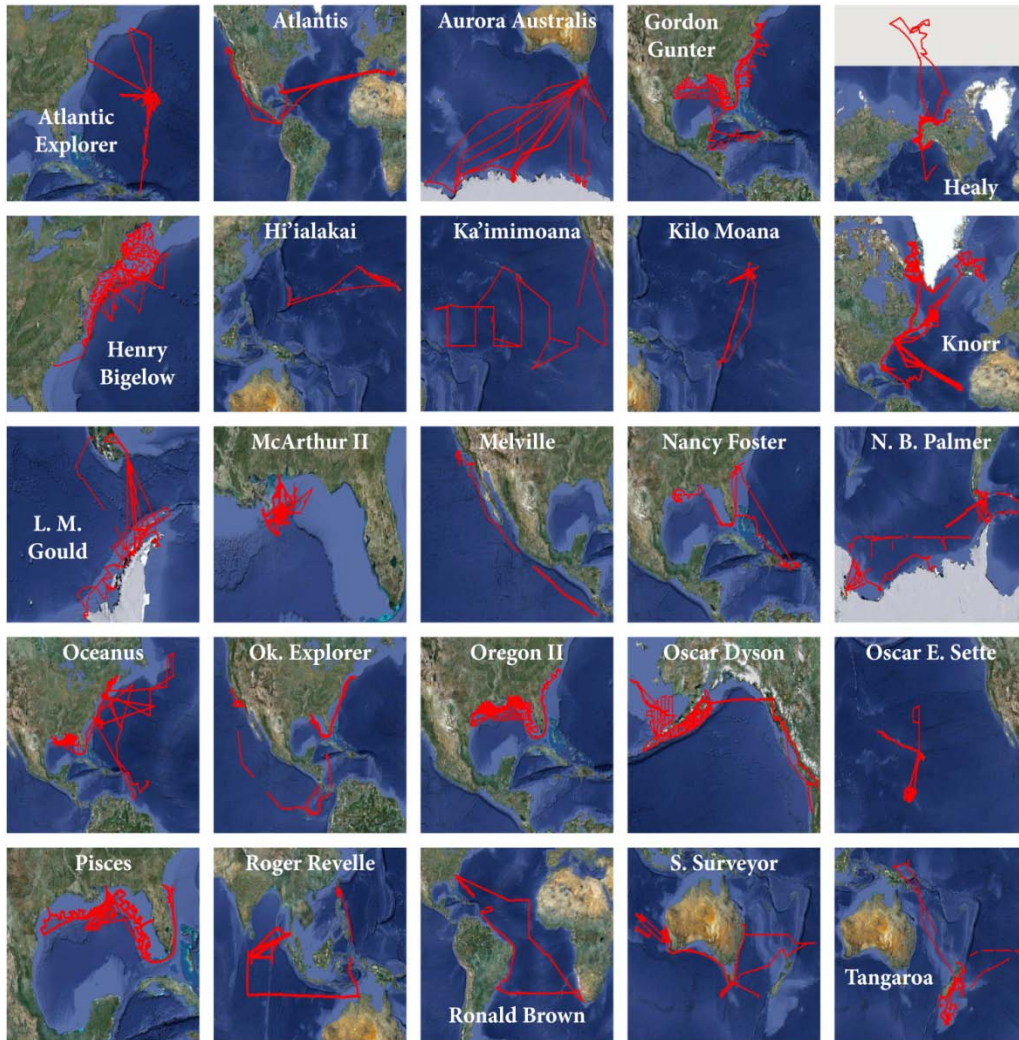 Atlantic
Explorer
Atlantis
Aurora Australis
Gordon
Gunter
Healy
Henry
Bigelow
Hi'ialakai
Ka'imimoana
Kilo Moana
Knorr
L. M.
Gould
McArthur II
Melville
Nancy Foster
N. B. Palmer
Oceanus
Ok. Explorer
Oregon II
Oscar Dyson
Oscar E. Sette
Pisces
Roger Revelle
Ronald Brown
S. Surveyor
Tangaroa